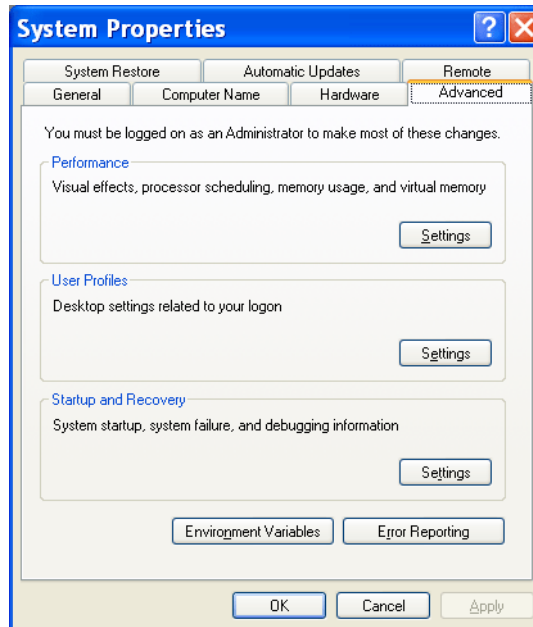 System Properties
System Restore Automatic Updates Remote
General Computer Name Hardware Advanced
You must be logged on as an Administrator to make most of these changes.
Performance
Visual effects, processor scheduling, memory usage, and virtual memory
Settings
User Profiles
Desktop settings related to your logon
Settings
Startup and Recovery
System startup, system failure, and debugging information
Settings
Environment Variables Error Reporting
OK Cancel Apply